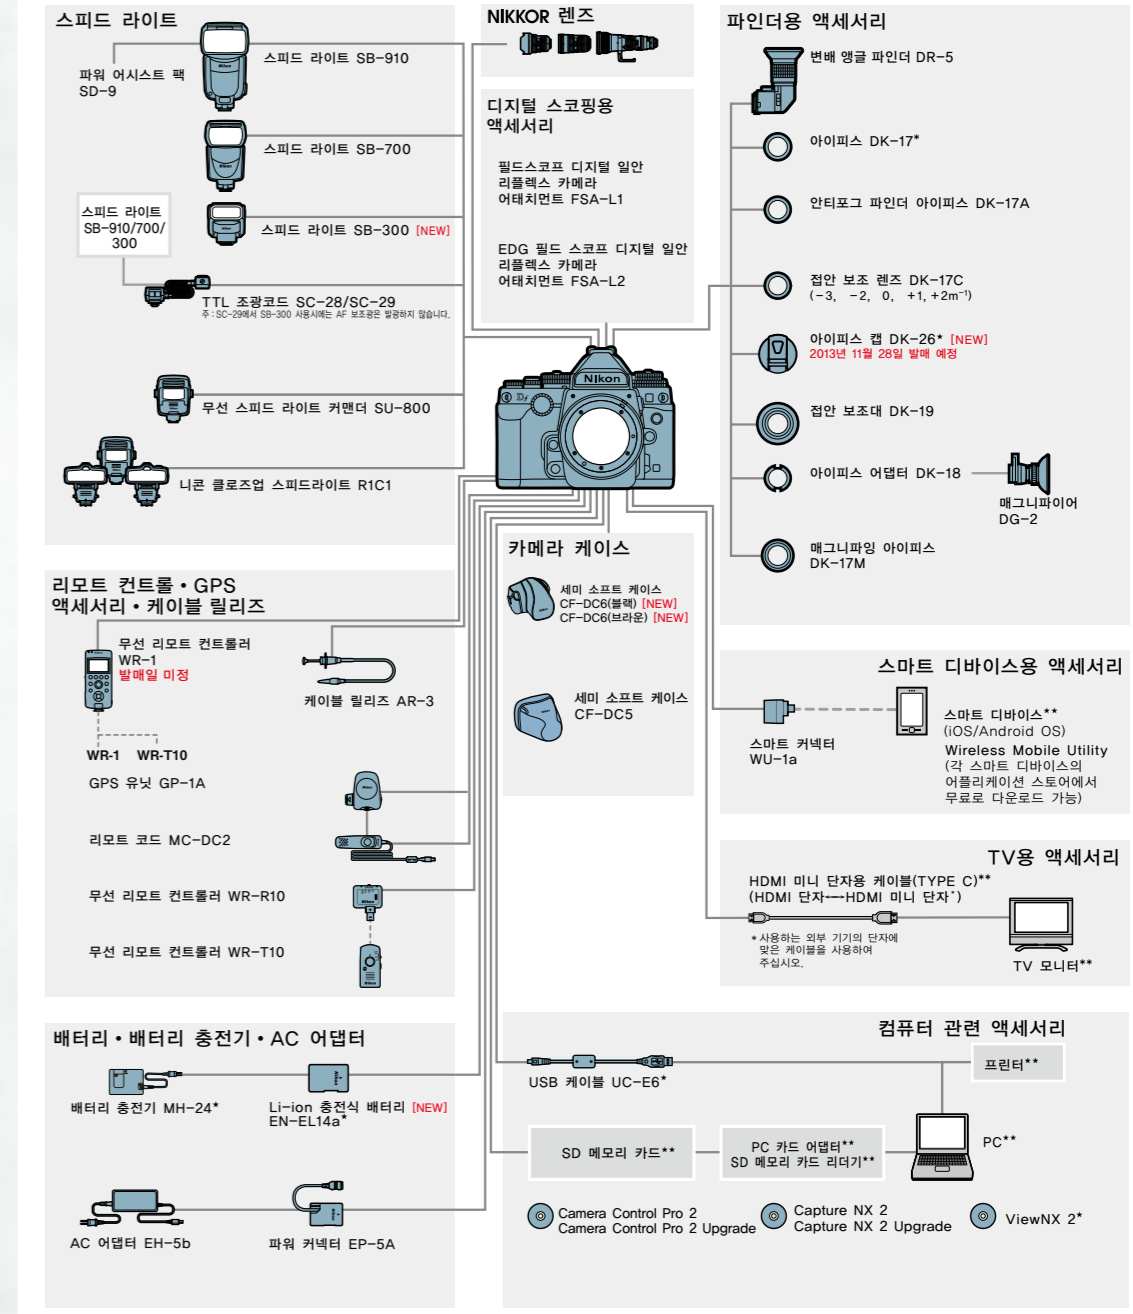 스피드 라이트
파워 어시스트 팩
SD-9
스피드 라이트 SB-910
스피드 라이트 SB-700
스피드 라이트
SB-910/700/
300
스피드 라이트 SB-300 [NEW]
TTL 조광코드 SC-28/SC-29
주 : SC-29에서 SB-300 사용시에는 AF 보조광은 발광하지 않습니다.
무선 스피드 라이트 커맨더 SU-800
니콘 클로즈업 스피드라이트 R1C1
NIKKOR 렌즈
디지털 스코핑용
액세서리
필드스코프 디지털 일안
리플렉스 카메라
어태치먼트 FSA-L1
EDG 필드 스코프 디지털 일안
리플렉스 카메라
어태치먼트 FSA-L2
파인더용 액세서리
변배 앵글 파인더 DR-5
아이피스 DK-17*
안티포그 파인더 아이피스 DK-17A
접안 보조 렌즈 DK-17C
(-3, -2, 0, +1, +2m⁻¹)
아이피스 캡 DK-26* [NEW]
2013년 11월 28일 발매 예정
접안 보조대 DK-19
아이피스 어댑터 DK-18
매그니파이어
DG-2
매그니파잉 아이피스
DK-17M
Nikon
Df
리모트 컨트롤 • GPS
액세서리 • 케이블 릴리즈
무선 리모트 컨트롤러
WR-1
발매일 미정
케이블 릴리즈 AR-3
WR-1 WR-T10
GPS 유닛 GP-1A
리모트 코드 MC-DC2
무선 리모트 컨트롤러 WR-R10
무선 리모트 컨트롤러 WR-T10
카메라 케이스
세미 소프트 케이스
CF-DC6(블랙) [NEW]
CF-DC6(브라운) [NEW]
세미 소프트 케이스
CF-DC5
스마트 디바이스용 액세서리
스마트 커넥터
WU-1a
스마트 디바이스**
(iOS/Android OS)
Wireless Mobile Utility
(각 스마트 디바이스의
어플리케이션 스토어에서
무료로 다운로드 가능)
TV용 액세서리
HDMI 미니 단자용 케이블(TYPE C)**
(HDMI 단자↔HDMI 미니 단자*)
* 사용하는 외부 기기의 단자에
맞은 케이블을 사용하여
주십시오.
TV 모니터**
배터리 • 배터리 충전기 • AC 어댑터
배터리 충전기 MH-24*
Li-ion 충전식 배터리 [NEW]
EN-EL14a*
AC 어댑터 EH-5b
파워 커넥터 EP-5A
컴퓨터 관련 액세서리
USB 케이블 UC-E6*
프린터**
SD 메모리 카드**
PC 카드 어댑터**
SD 메모리 카드 리더기**
PC**
Camera Control Pro 2
Camera Control Pro 2 Upgrade
Capture NX 2
Capture NX 2 Upgrade
ViewNX 2*